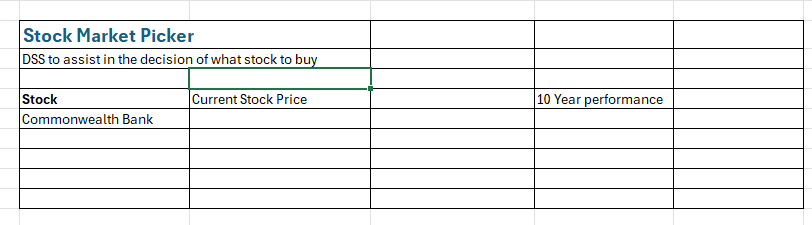 Stock Market Picker
DSS to assist in the decision of what stock to buy
Stock Current Stock Price 10 Year performance
Commonwealth Bank